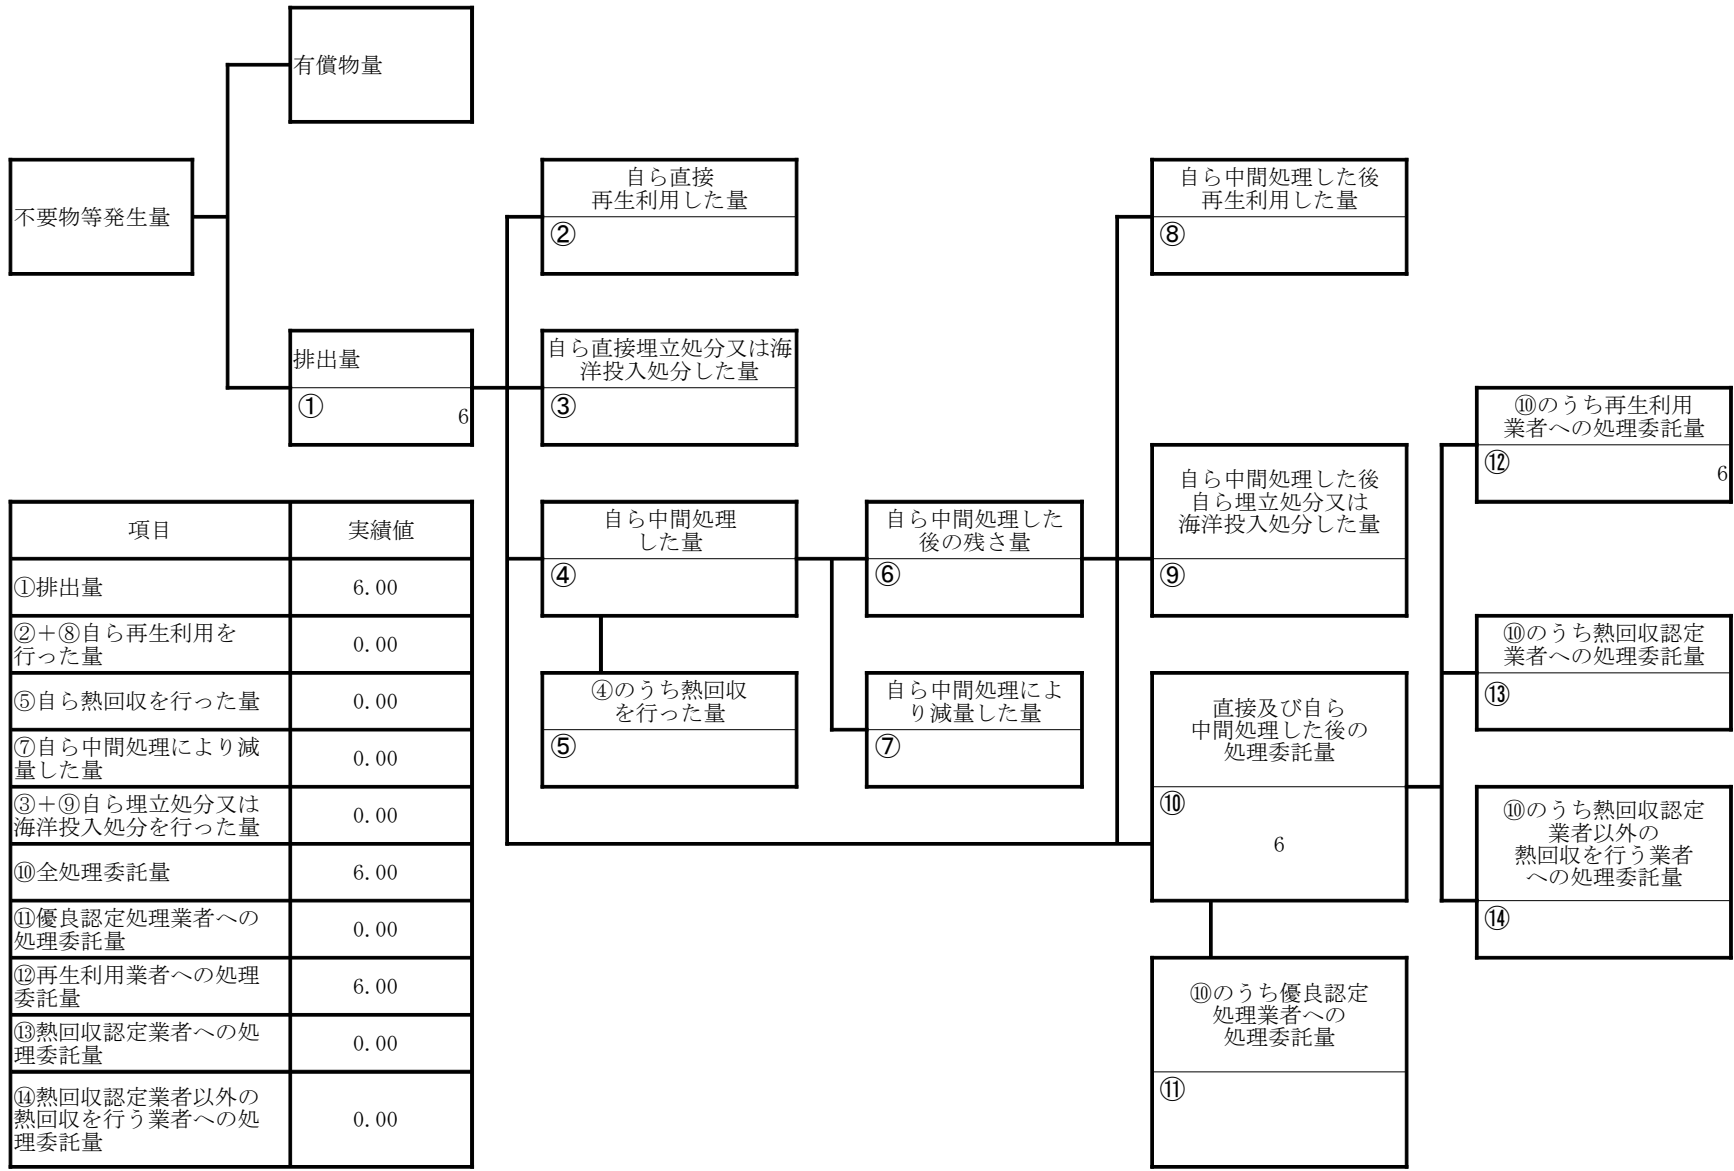 有償物量
不要物等発生量
排出量
①
6
自ら直接
再生利用した量
②
自ら直接埋立処分又は海
洋投入処分した量
③
自ら中間処理
した量
④
④のうち熱回収
を行った量
⑤
自ら中間処理した
後の残さ量
⑥
自ら中間処理によ
り減量した量
⑦
自ら中間処理した後
再生利用した量
⑧
自ら中間処理した後
自ら埋立処分又は
海洋投入処分した量
⑨
直接及び自ら
中間処理した後の
処理委託量
⑩
6
⑩のうち優良認定
処理業者への
処理委託量
⑪
⑩のうち再生利用
業者への処理委託量
⑫
6
⑩のうち熱回収認定
業者への処理委託量
⑬
⑩のうち熱回収認定
業者以外の
熱回収を行う業者
への処理委託量
⑭
項目 実績値
①排出量 6.00
②＋⑧自ら再生利用を
行った量 0.00
⑤自ら熱回収を行った量 0.00
⑦自ら中間処理により減
量した量 0.00
③＋⑨自ら埋立処分又は
海洋投入処分を行った量 0.00
⑩全処理委託量 6.00
⑪優良認定処理業者への
処理委託量 0.00
⑫再生利用業者への処理
委託量 6.00
⑬熱回収認定業者への処
理委託量 0.00
⑭熱回収認定業者以外の
熱回収を行う業者への処
理委託量 0.00